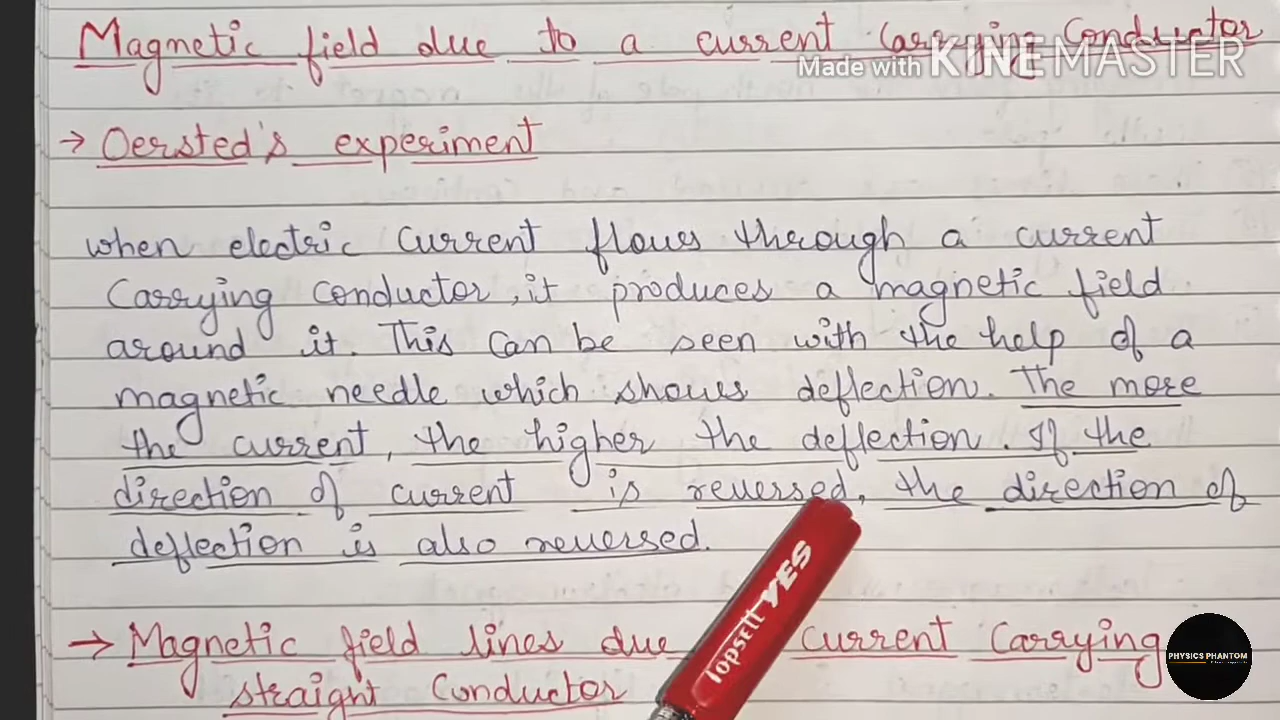 Magnetic field due to a current carrying Conductor
Made with KINEMASTER
→ Oersted's experiment
when electric current flows through a current
carrying conductor, it produces a magnetic field
around it. This can be seen with the help of a
magnetic needle which shows deflection. The more
the current, the higher the deflection. If the
direction of current is reversed, the direction of
deflection is also reversed.
→ Magnetic field lines due current carrying
straight conductor
Topsell YES
PHYSICS PHANTOM